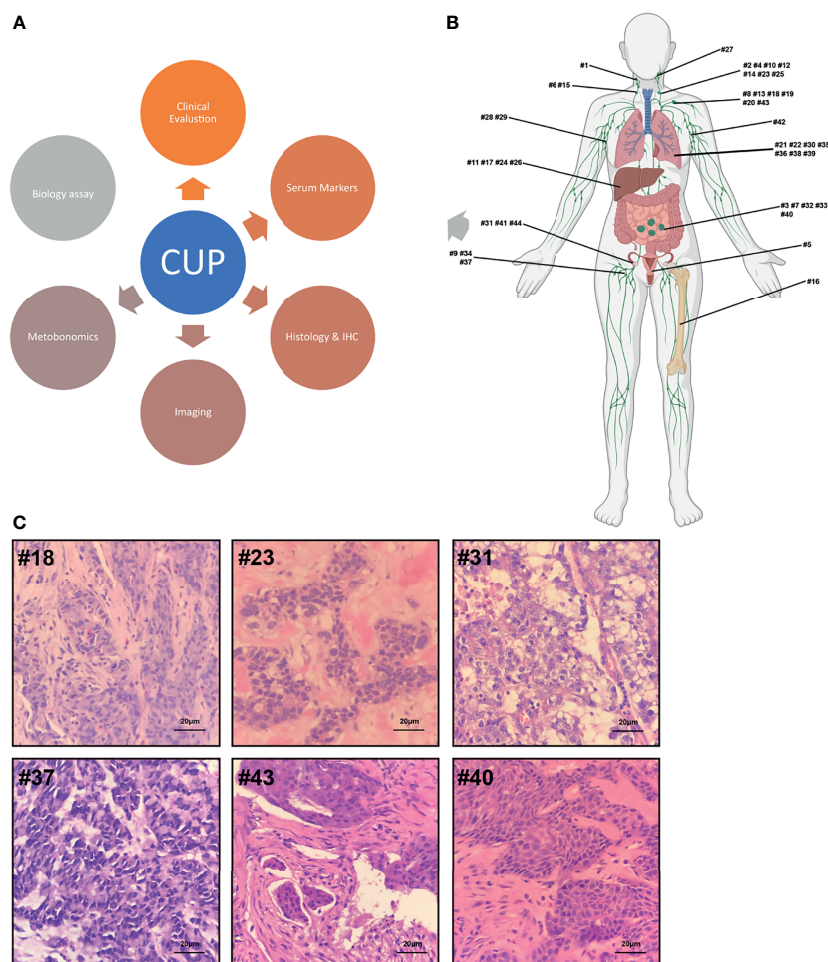 A
Clinical
Evaluation
Biology assay
Serum Markers
CUP
Metobonomics
Histology & IHC
Imaging
B
#27
#1
#2 #4 #10 #12
#14 #23 #25
#6 #15
#8 #13 #18 #19
#20 #43
#28 #29
#42
#21 #22 #30 #35
#36 #38 #39
#11 #17 #24 #26
#3 #7 #32 #33
#40
#31 #41 #44
#5
#9 #34
#37
#16
C
#18
20μm
#23
20μm
#31
20μm
#37
20μm
#43
20μm
#40
20μm